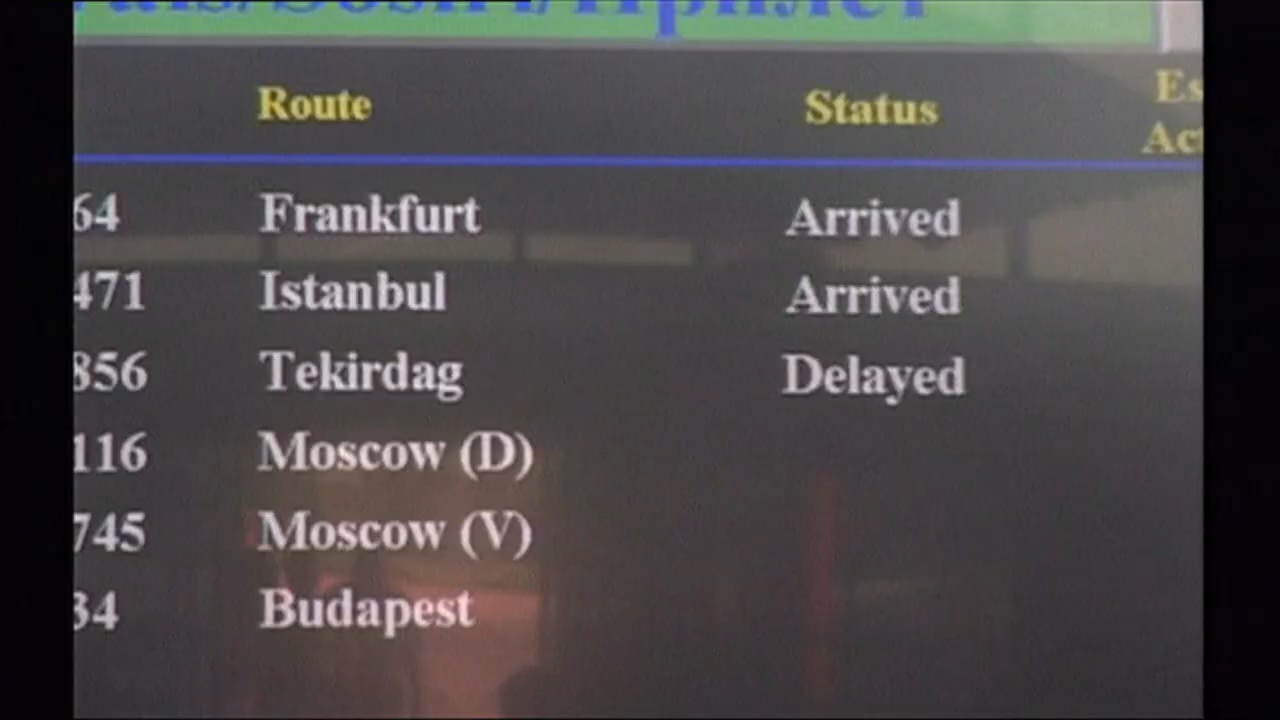 Route Status
64 Frankfurt Arrived
471 Istanbul Arrived
856 Tekirdag Delayed
116 Moscow (D)
745 Moscow (V)
34 Budapest